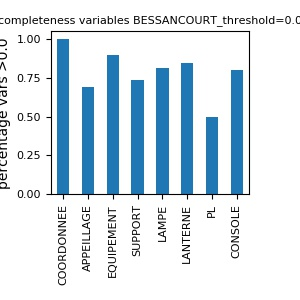 completeness variables BESSANCOURT_threshold=0.0
percentage vars >0.0
1.00
0.75
0.50
0.25
0.00
COORDONNEE
APPEILLAGE
EQUIPEMENT
SUPPORT
LAMPE
LANTERNE
PL
CONSOLE